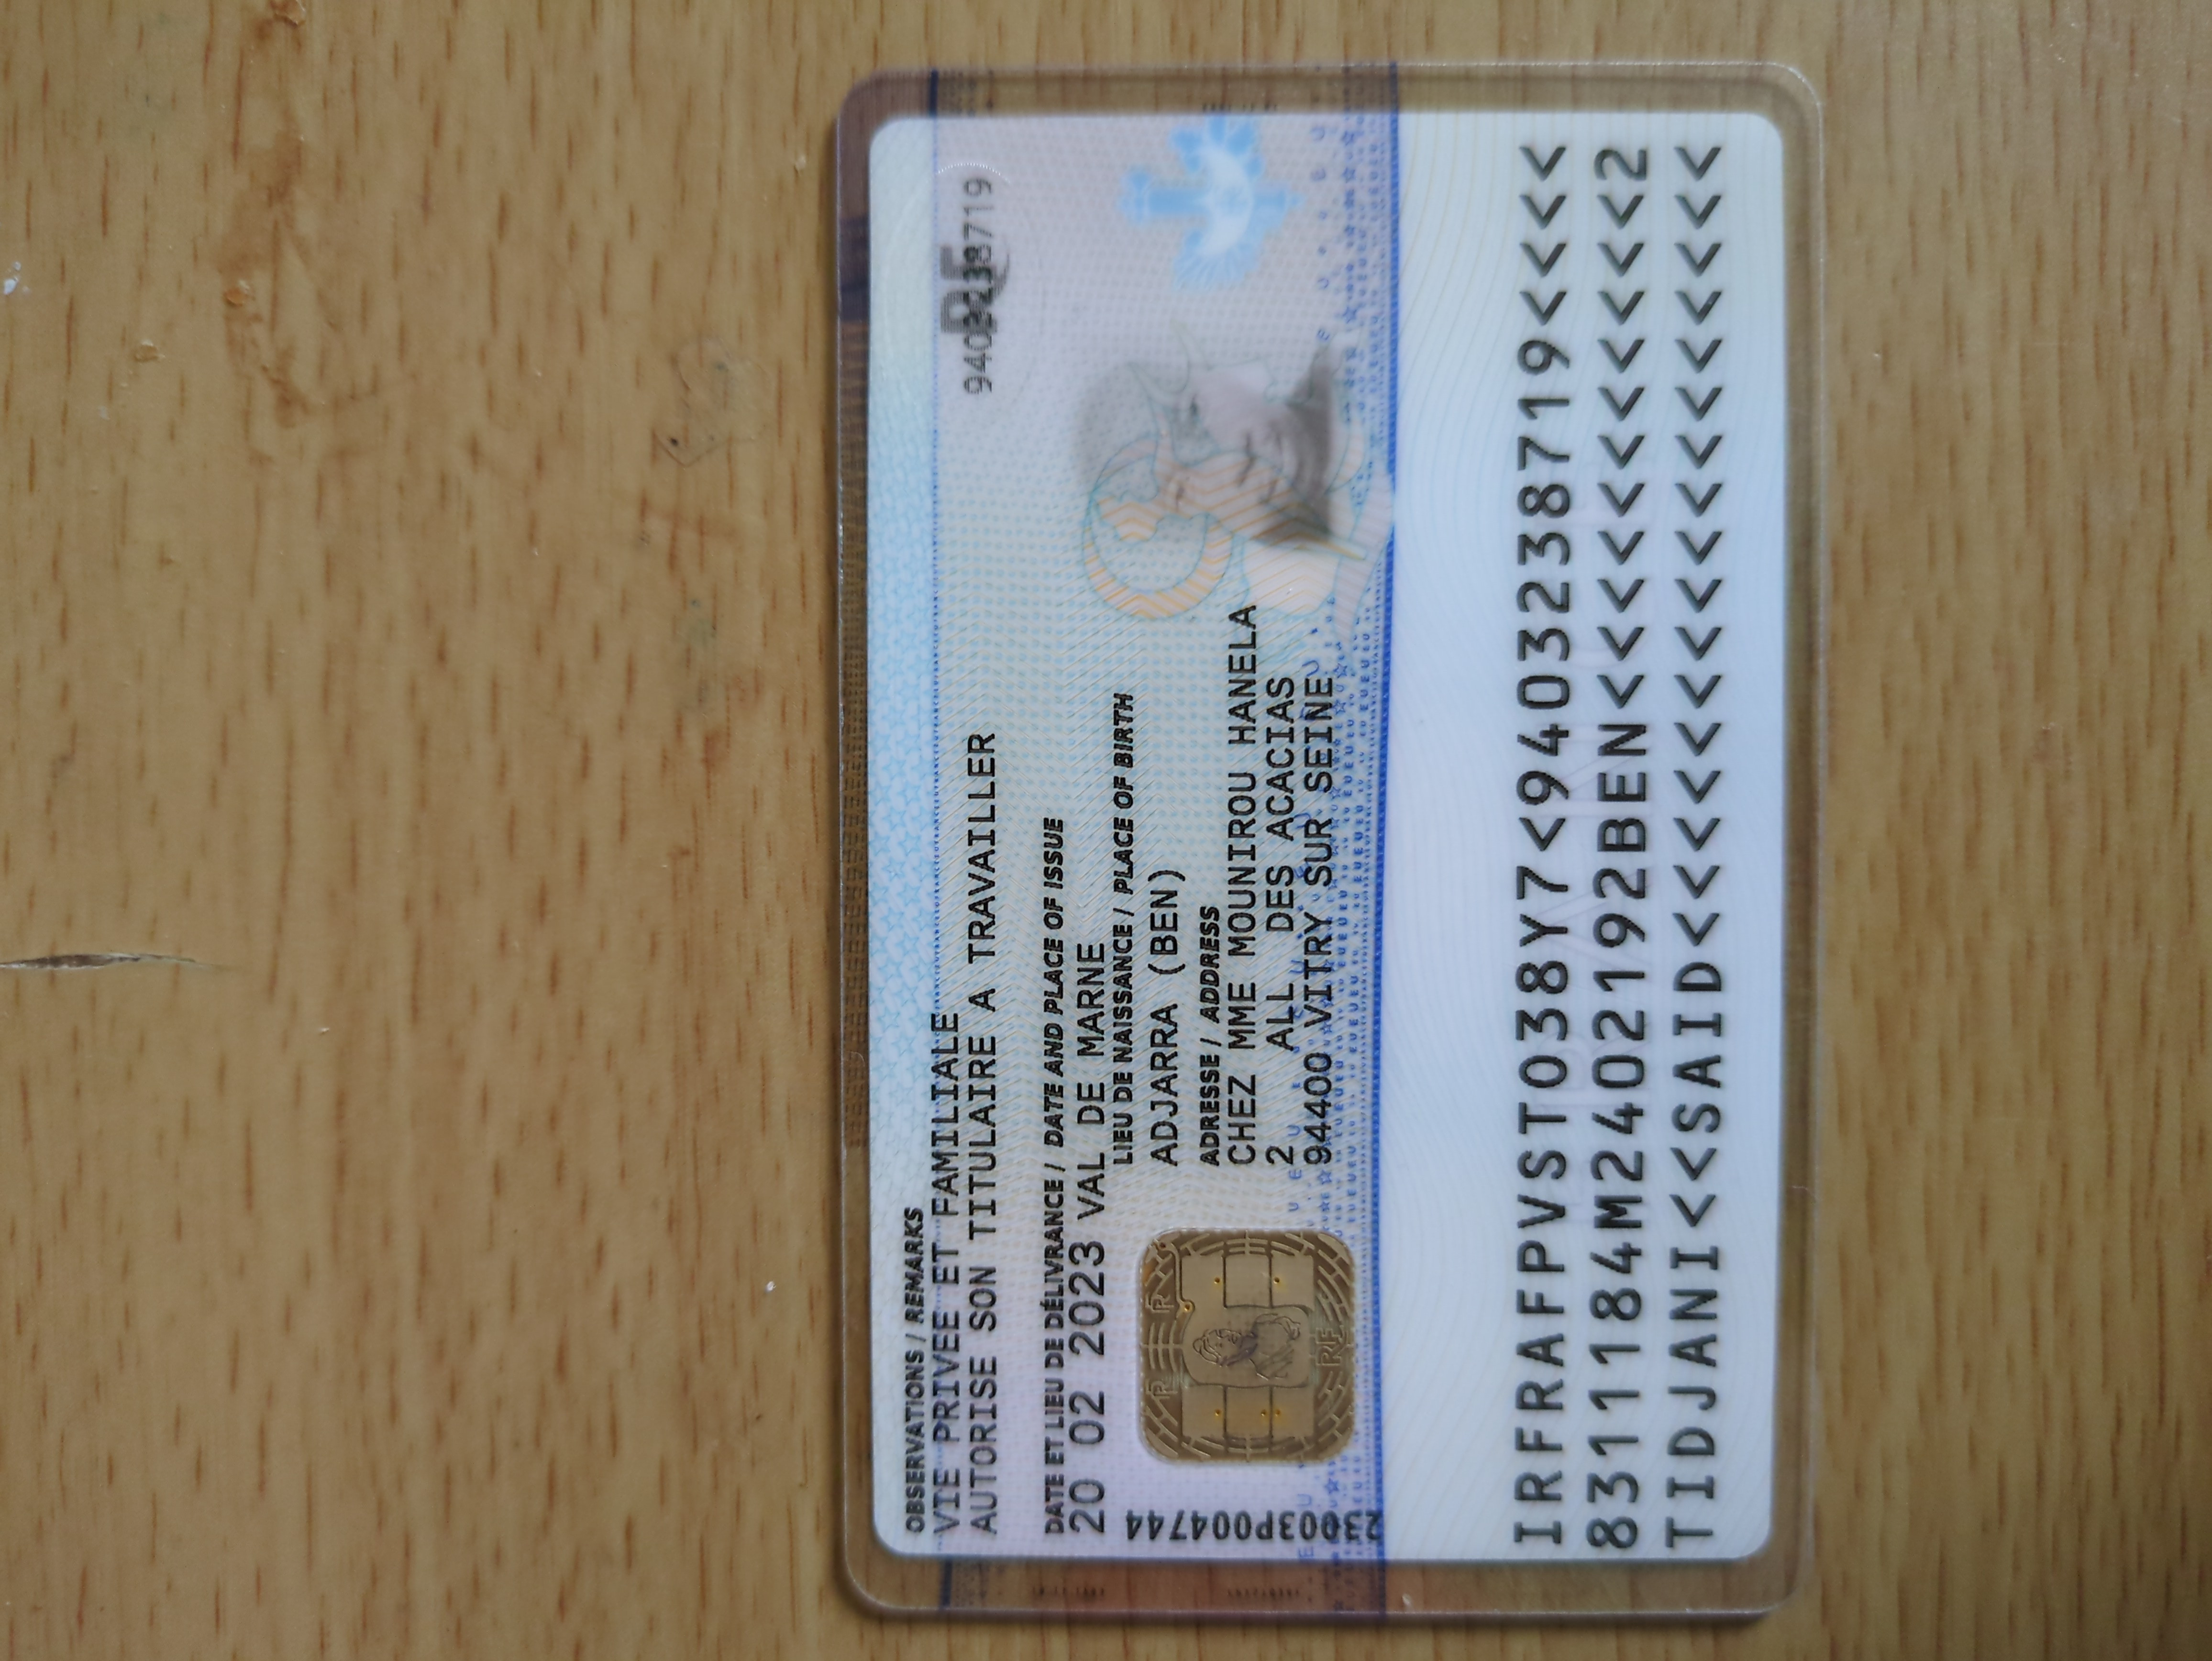 OBSERVATIONS / REMARKS
VIE PRIVEE ET FAMILIALE
AUTORISE SON TITULAIRE A TRAVAILLER
9403238719
DATE ET LIEU DE DÉLIVRANCE / DATE AND PLACE OF ISSUE
20 02 2023 VAL DE MARNE
LIEU DE NAISSANCE / PLACE OF BIRTH
ADJARRA (BEN)
ADRESSE / ADDRESS
CHEZ MME MOUNIROU HANELA
2 ALL DES ACACIAS
94400 VITRY SUR SEINE
RF
IRFRAFPVSTO38Y7<9403238719<<<<
8311184M2402192BEN<<<<<<<<<<<2
TIDJANI<<SAID<<<<<<<<<<<<<<<<<